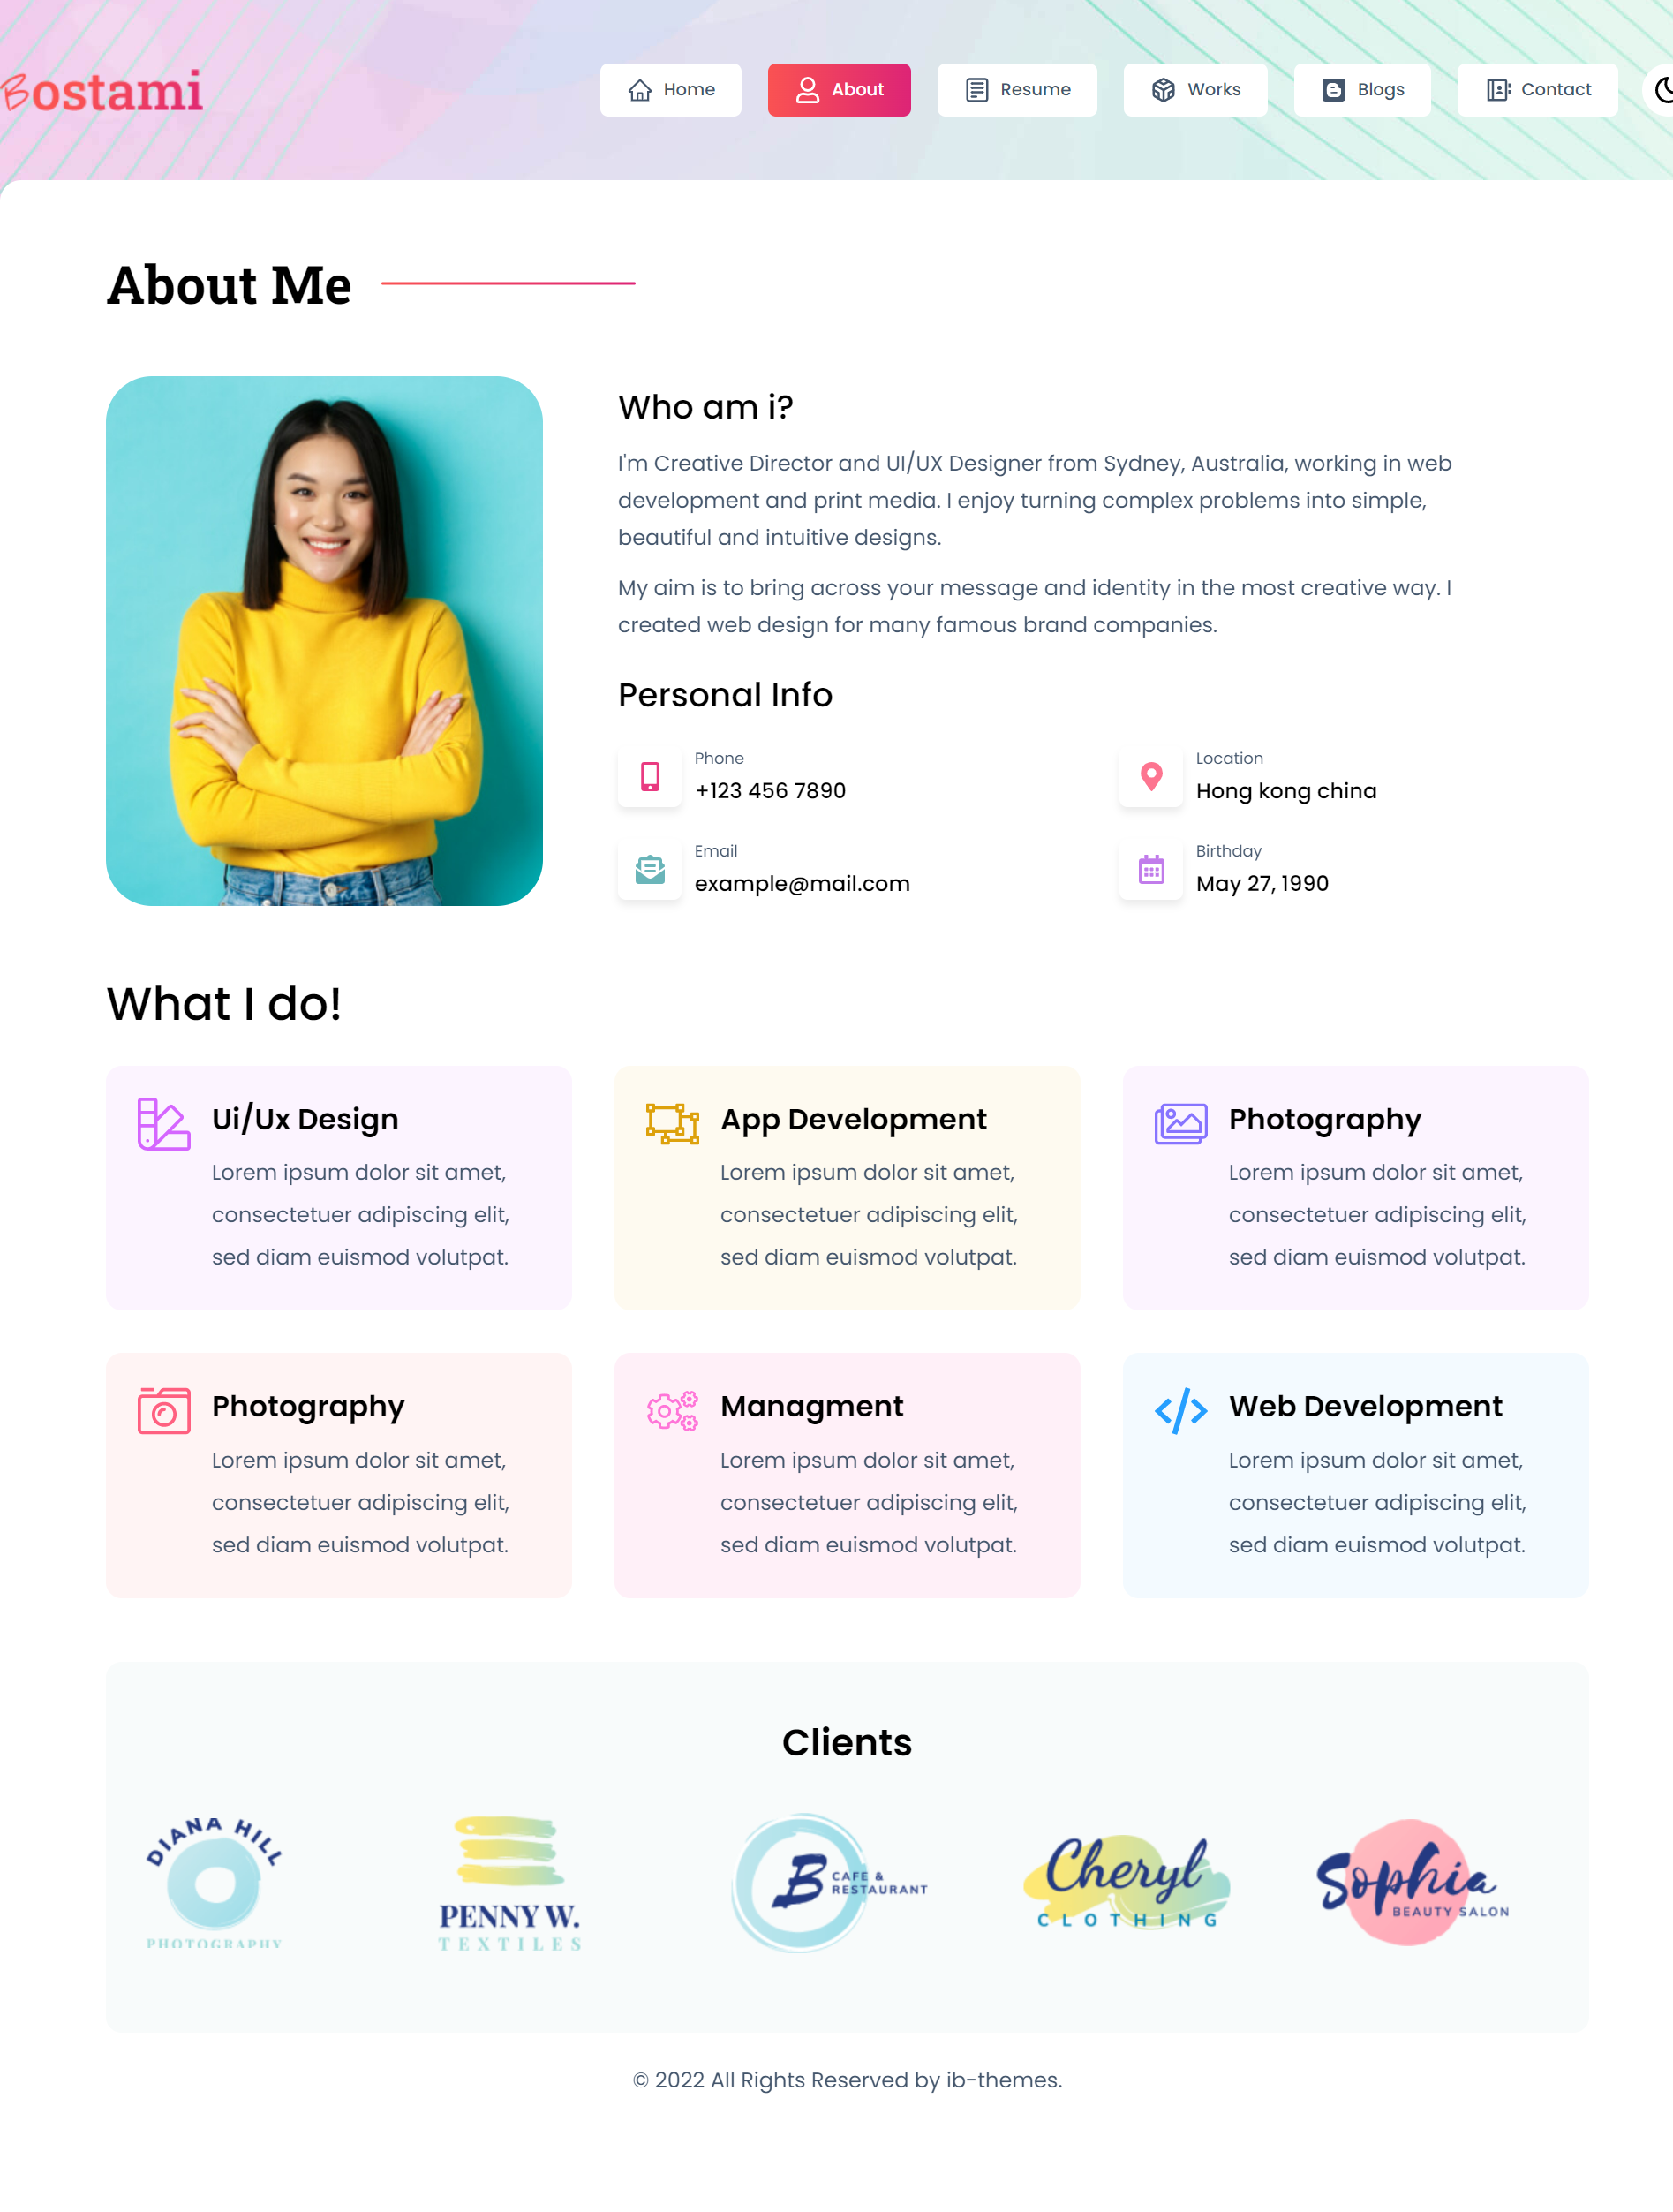 Bostami
Home
About
Resume
Works
Blogs
Contact
About Me
Who am i?
I'm Creative Director and UI/UX Designer from Sydney, Australia, working in web
development and print media. I enjoy turning complex problems into simple,
beautiful and intuitive designs.
My aim is to bring across your message and identity in the most creative way. I
created web design for many famous brand companies.
Personal Info
Phone
+123 456 7890
Location
Hong kong china
Email
example@mail.com
Birthday
May 27, 1990
What I do!
Ui/Ux Design
Lorem ipsum dolor sit amet,
consectetuer adipiscing elit,
sed diam euismod volutpat.
App Development
Lorem ipsum dolor sit amet,
consectetuer adipiscing elit,
sed diam euismod volutpat.
Photography
Lorem ipsum dolor sit amet,
consectetuer adipiscing elit,
sed diam euismod volutpat.
Photography
Lorem ipsum dolor sit amet,
consectetuer adipiscing elit,
sed diam euismod volutpat.
Managment
Lorem ipsum dolor sit amet,
consectetuer adipiscing elit,
sed diam euismod volutpat.
Web Development
Lorem ipsum dolor sit amet,
consectetuer adipiscing elit,
sed diam euismod volutpat.
Clients
DIANA HILL
PHOTOGRAPHY
PENNY W.
TEXTILES
B
CAFE &
RESTAURANT
Cheryl
CLOTHING
Sophia
BEAUTY SALON
© 2022 All Rights Reserved by ib-themes.